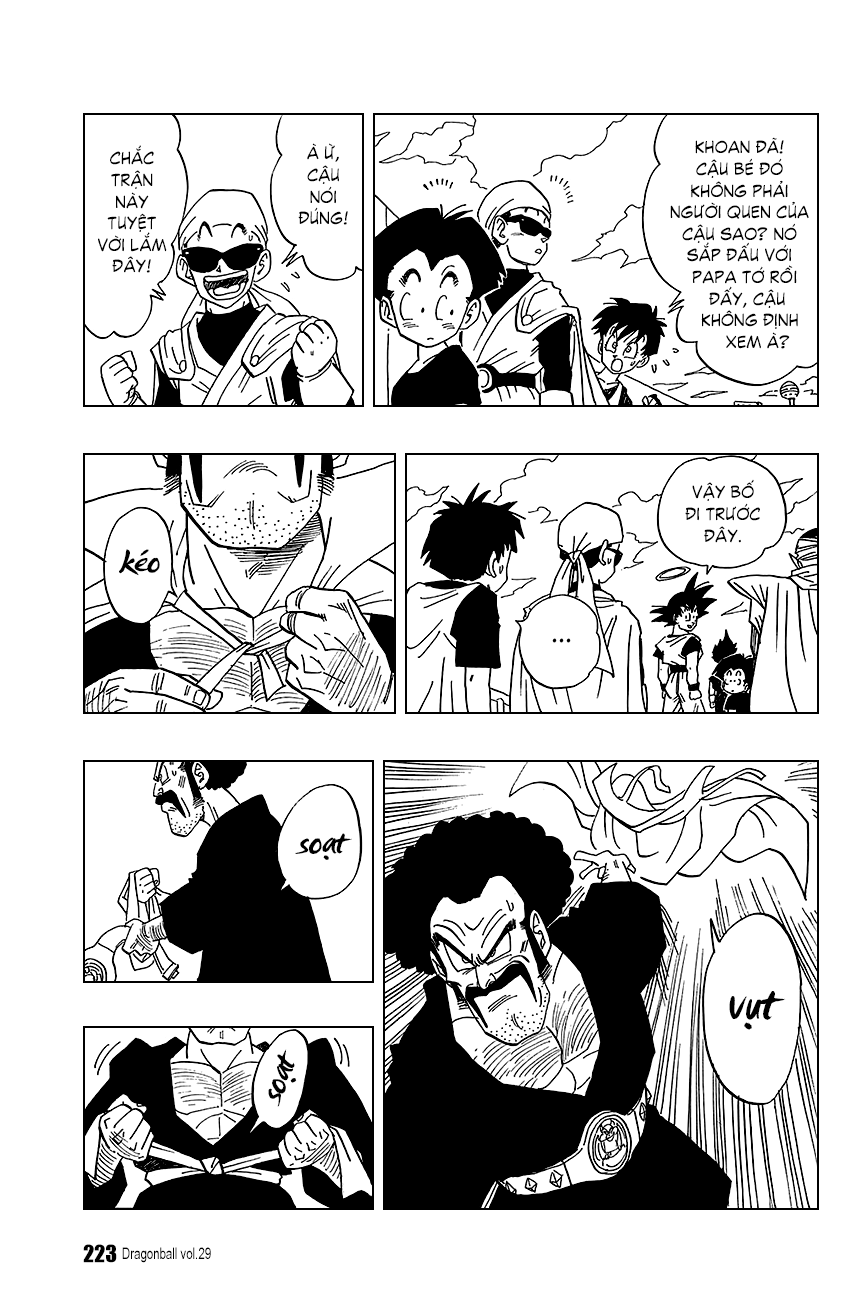 KHOAN ĐÃ!
CẬU BÉ ĐÓ
KHÔNG PHẢI
NGƯỜI QUEN CỦA
CẬU SAO? NÓ
SẮP ĐẤU VỚI
PAPA TỚ RỒI
ĐẤY, CẬU
KHÔNG ĐỊNH
XEM À?
À Ừ,
CẬU
NÓI
ĐÚNG!
CHẮC
TRẬN
NÀY
TUYỆT
VỜI LẮM
ĐÂY!
VẬY BỐ
ĐI TRƯỚC
ĐÂY.
...
kéo
vụt
soạt
soạt
223 Dragonball vol.29